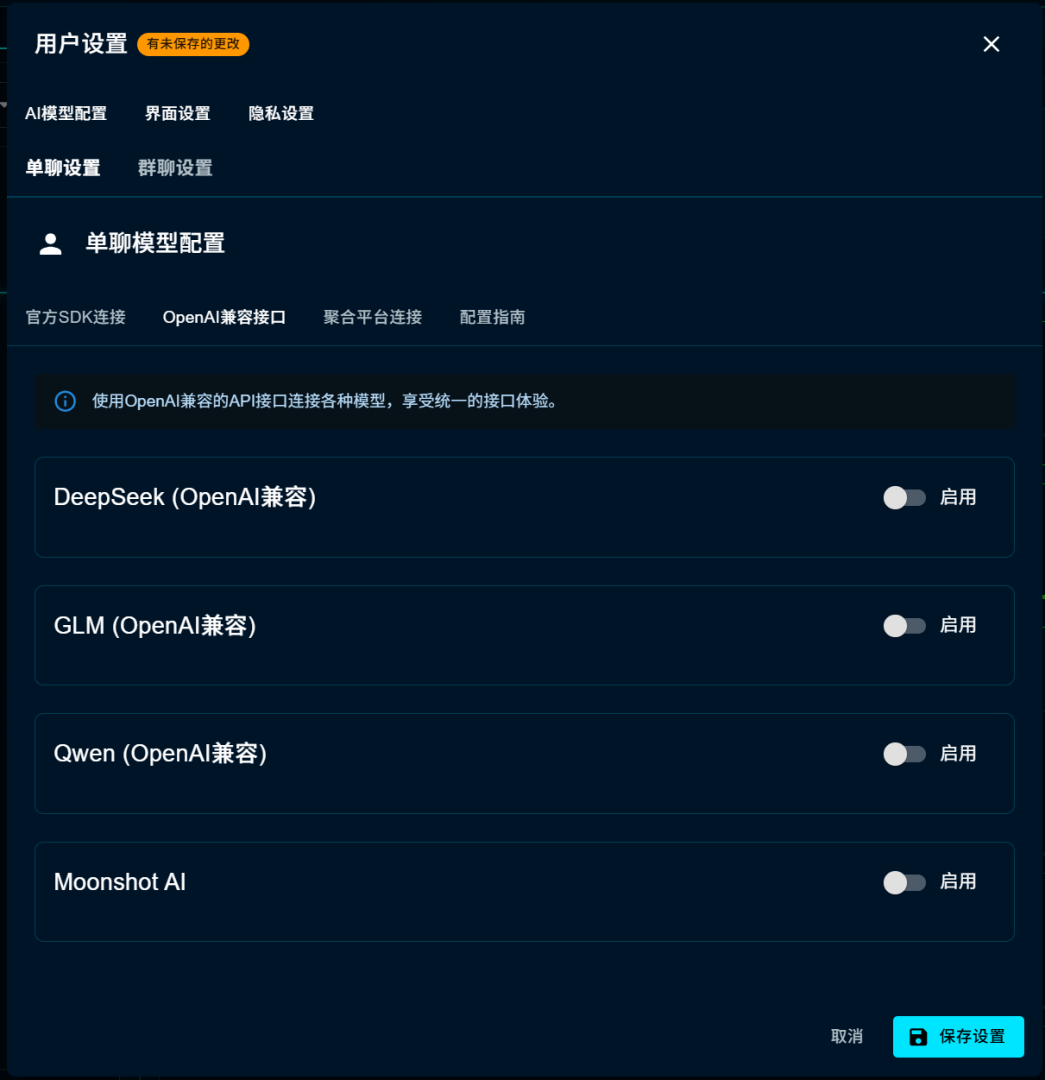 用户设置 有未保存的更改
AI模型配置 界面设置 隐私设置
单聊设置 群聊设置
单聊模型配置
官方SDK连接 OpenAI兼容接口 聚合平台连接 配置指南
使用OpenAI兼容的API接口连接各种模型，享受统一的接口体验。
DeepSeek (OpenAI兼容) 启用
GLM (OpenAI兼容) 启用
Qwen (OpenAI兼容) 启用
Moonshot AI 启用
取消 保存设置